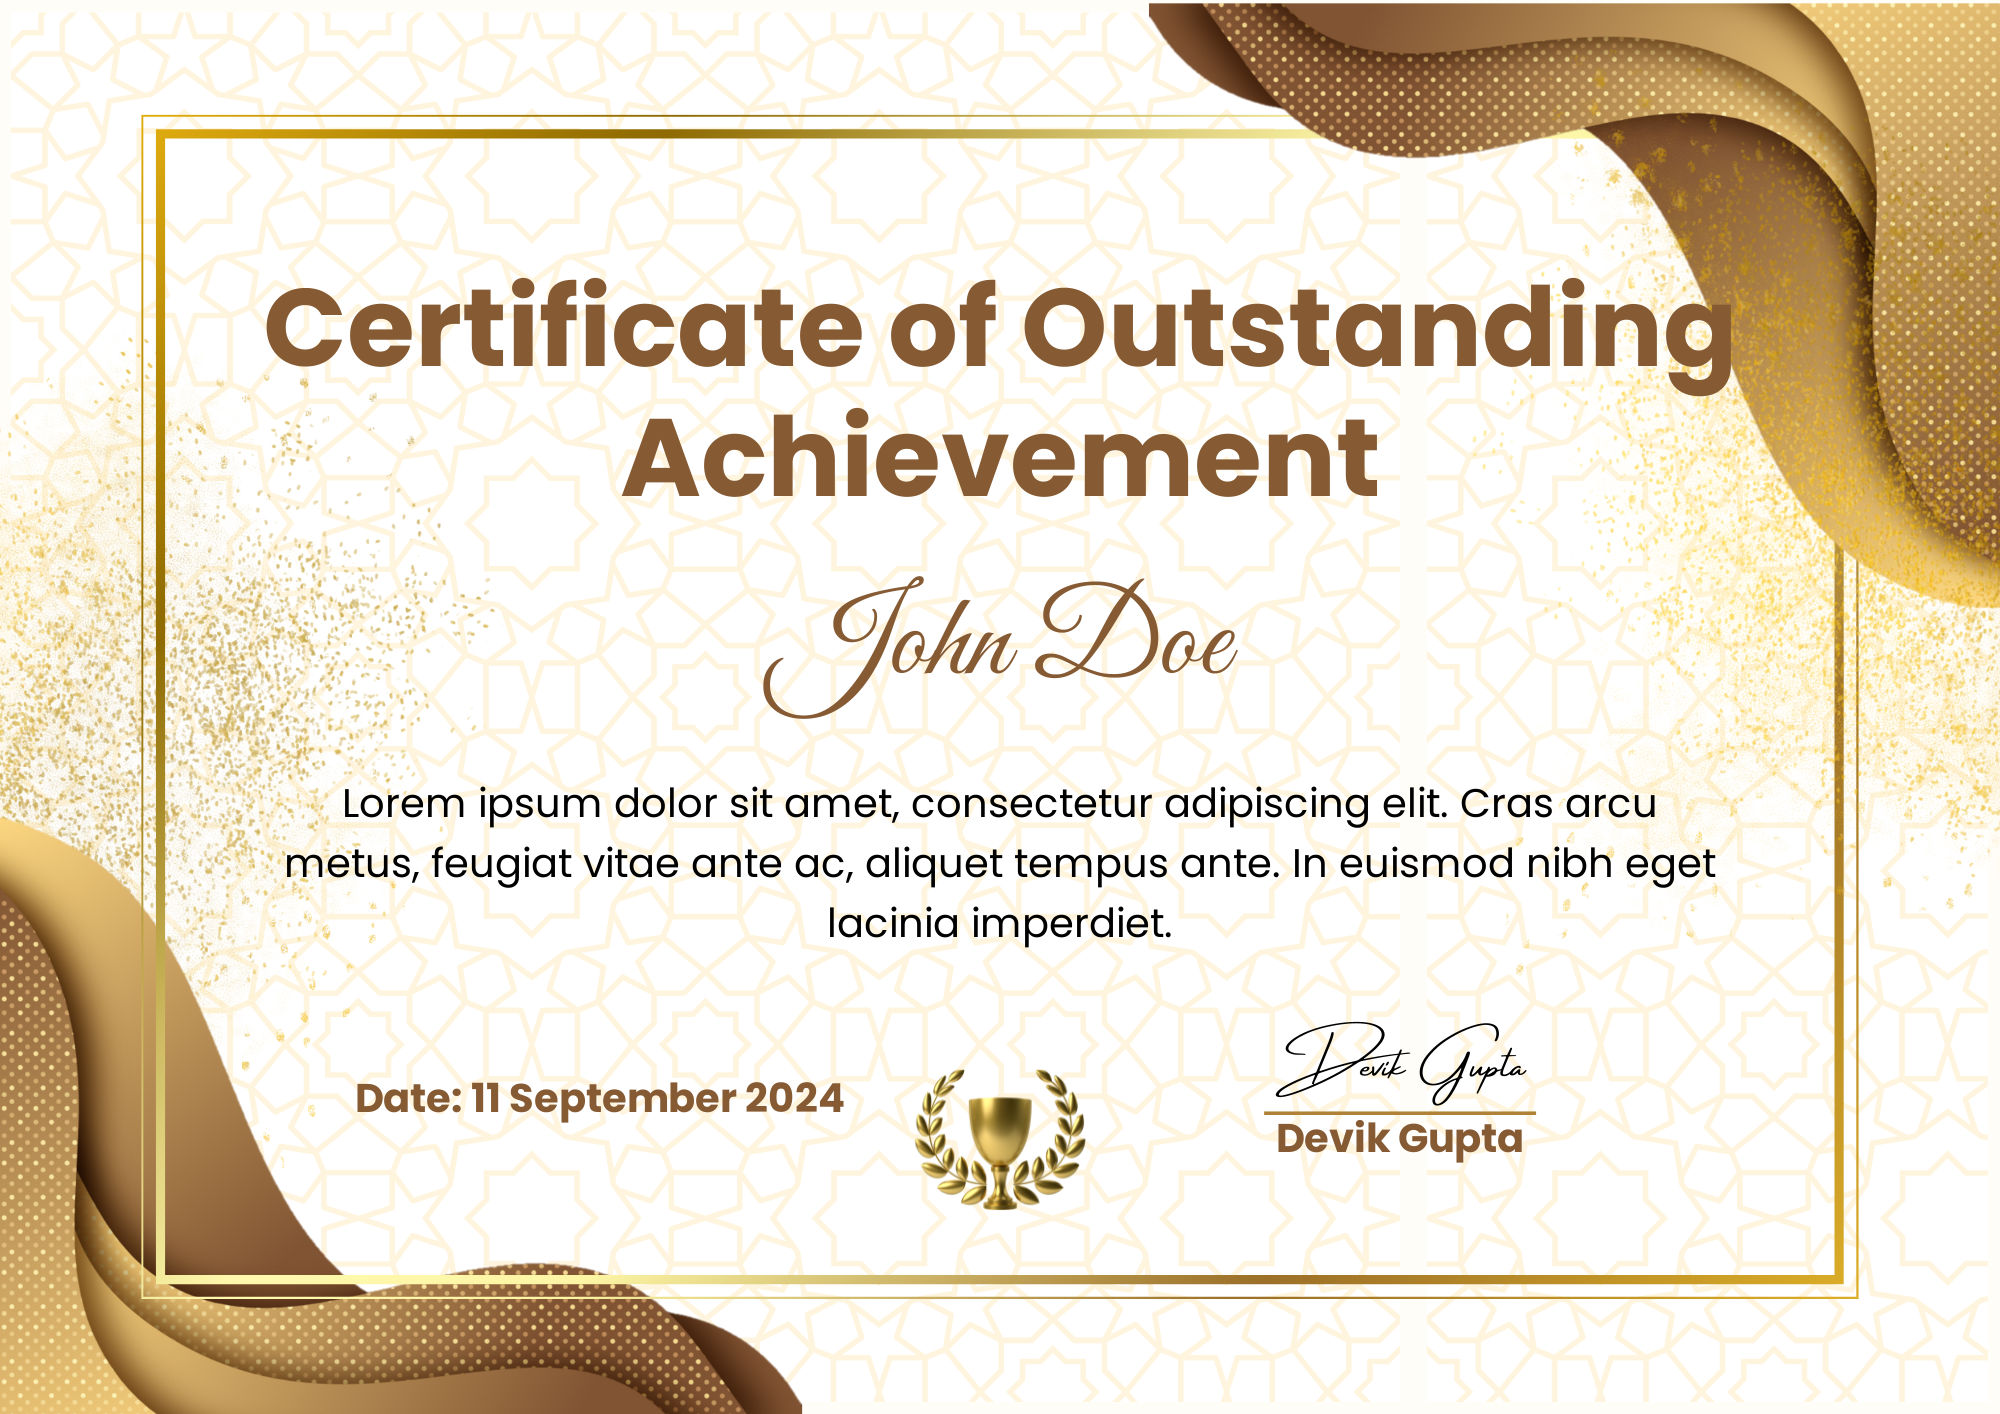 Certificate of Outstanding
Achievement
John Doe
Lorem ipsum dolor sit amet, consectetur adipiscing elit. Cras arcu
metus, feugiat vitae ante ac, aliquet tempus ante. In euismod nibh eget
lacinia imperdiet.
Date: 11 September 2024
Devik Gupta
Devik Gupta